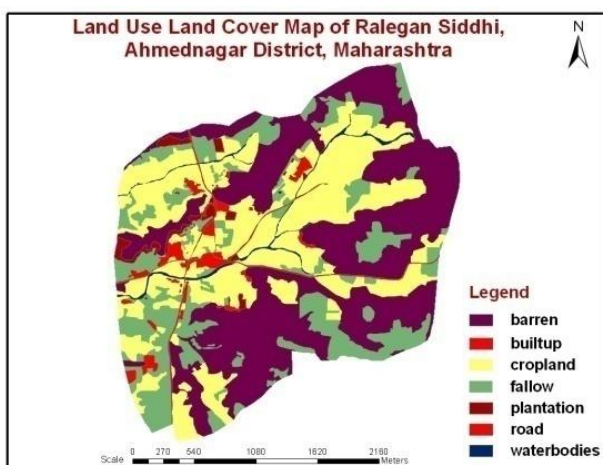 Land Use Land Cover Map of Ralegan Siddhi,
Ahmednagar District, Maharashtra
N
Legend
barren
builtup
cropland
fallow
plantation
road
waterbodies
0 270 540 1080 1620 2160
Scale Meters